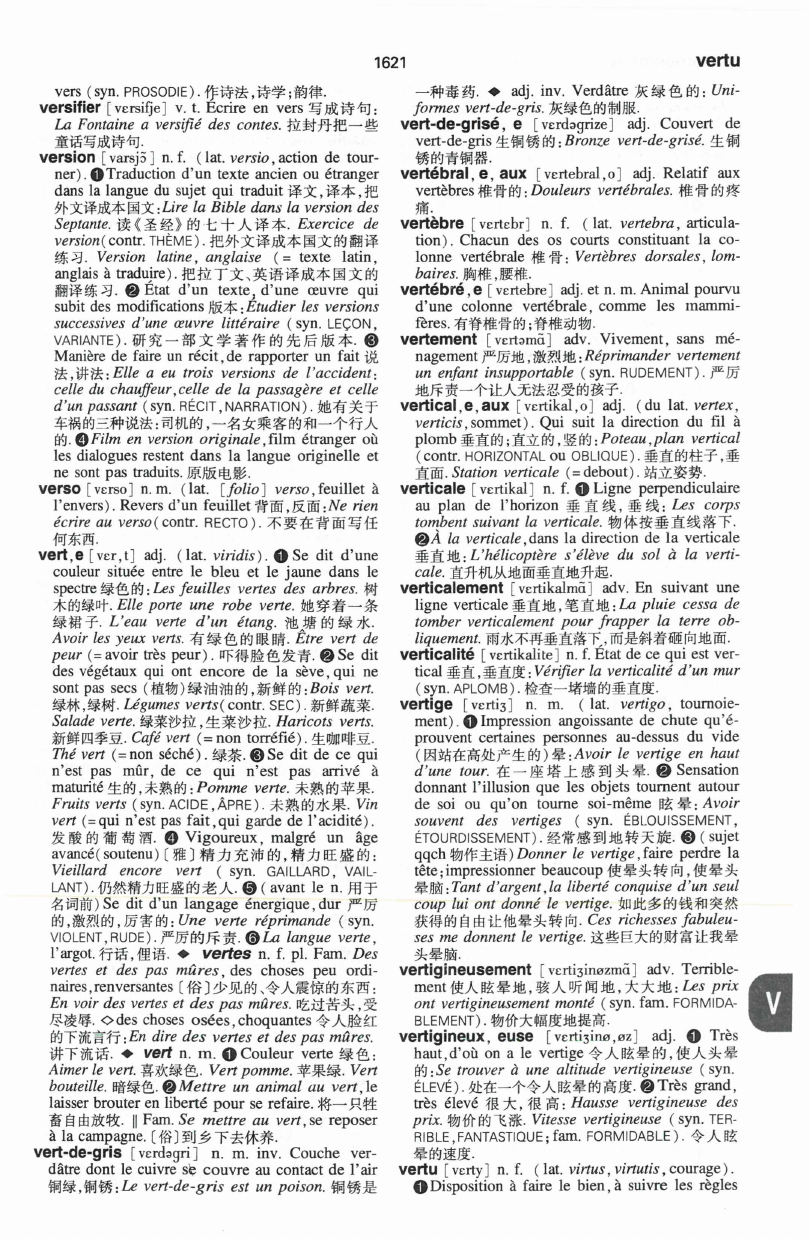 1621
vertu
vers (syn. PROSODIE). 作诗法,诗学;韵律.
versifier [vɛrsifje] v. t. Écrire en vers 写成诗句:
La Fontaine a versifié des contes. 拉封丹把一些
童话写成诗句.
version [varsjɔ̃] n. f. (lat. versio, action de tour-
ner). ❶Traduction d'un texte ancien ou étranger
dans la langue du sujet qui traduit 译文,译本,把
外文译成本国文:Lire la Bible dans la version des
Septante. 读《圣经》的七十人译本. Exercice de
version(contr. THÈME). 把外文译成本国文的翻译
练习. Version latine, anglaise (= texte latin,
anglais à traduire). 把拉丁文、英语译成本国文的
翻译练习. ❷ État d'un texte, d'une œuvre qui
subit des modifications 版本:Étudier les versions
successives d'une œuvre littéraire (syn. LEÇON,
VARIANTE). 研究一部文学著作的先后版本. ❸
Manière de faire un récit, de rapporter un fait 说
法,讲法: Elle a eu trois versions de l'accident:
celle du chauffeur, celle de la passagère et celle
d'un passant (syn. RÉCIT, NARRATION). 她有关于
车祸的三种说法:司机的,一名女乘客的和一个行人
的. ❹Film en version originale, film étranger où
les dialogues restent dans la langue originelle et
ne sont pas traduits. 原版电影.
verso [vɛrso] n. m. (lat. [folio] verso, feuillet à
l'envers). Revers d'un feuillet 背面,反面:Ne rien
écrire au verso(contr. RECTO). 不要在背面写任
何东西.
vert, e [vɛr,t] adj. (lat. viridis). ❶ Se dit d'une
couleur située entre le bleu et le jaune dans le
spectre 绿色的:Les feuilles vertes des arbres. 树
木的绿叶. Elle porte une robe verte. 她穿着一条
绿裙子. L'eau verte d'un étang. 池塘的绿水.
Avoir les yeux verts. 有绿色的眼睛. Être vert de
peur (= avoir très peur). 吓得脸色发青. ❷Se dit
des végétaux qui ont encore de la sève, qui ne
sont pas secs (植物)绿油油的,新鲜的:Bois vert.
绿林,绿树. Légumes verts(contr. SEC). 新鲜蔬菜.
Salade verte. 绿菜沙拉,生菜沙拉. Haricots verts.
新鲜四季豆. Café vert (= non torréfié). 生咖啡豆.
Thé vert (= non séché). 绿茶. ❸Se dit de ce qui
n'est pas mûr, de ce qui n'est pas arrivé à
maturité 生的,未熟的:Pomme verte. 未熟的苹果.
Fruits verts (syn. ACIDE, ÂPRE). 未熟的水果. Vin
vert (= qui n'est pas fait, qui garde de l'acidité).
发酸的葡萄酒. ❹ Vigoureux, malgré un âge
avancé(soutenu)[雅]精力充沛的,精力旺盛的:
Vieillard encore vert (syn. GAILLARD, VAIL-
LANT). 仍然精力旺盛的老人. ❺(avant le n. 用于
名词前)Se dit d'un langage énergique, dur 严厉
的,激烈的,厉害的: Une verte réprimande (syn.
VIOLENT, RUDE). 严厉的斥责. ❻La langue verte,
l'argot. 行话,俚语. ◆ vertes n. f. pl. Fam. Des
vertes et des pas mûres, des choses peu ordi-
naires, renversantes [俗]少见的、令人震惊的东西:
En voir des vertes et des pas mûres. 吃过苦头,受
尽凌辱. ◇des choses osées, choquantes 令人脸红
的下流言行:En dire des vertes et des pas mûres.
讲下流话. ◆ vert n. m. ❶Couleur verte 绿色:
Aimer le vert. 喜欢绿色. Vert pomme. 苹果绿. Vert
bouteille. 暗绿色. ❷Mettre un animal au vert, le
laisser brouter en liberté pour se refaire. 将一只牲
畜自由放牧. ‖ Fam. Se mettre au vert, se reposer
à la campagne. [俗]到乡下去休养.
vert-de-gris [vɛrdəgri] n. m. inv. Couche ver-
dâtre dont le cuivre se couvre au contact de l'air
铜绿,铜锈:Le vert-de-gris est un poison. 铜锈是
一种毒药. ◆ adj. inv. Verdâtre 灰绿色的: Uni-
formes vert-de-gris. 灰绿色的制服.
vert-de-grisé, e [vɛrdəgrize] adj. Couvert de
vert-de-gris 生铜锈的:Bronze vert-de-grisé. 生铜
锈的青铜器.
vertébral, e, aux [vɛrtebral,o] adj. Relatif aux
vertèbres 椎骨的: Douleurs vertébrales. 椎骨的疼
痛.
vertèbre [vɛrtɛbr] n. f. (lat. vertebra, articula-
tion). Chacun des os courts constituant la co-
lonne vertébrale 椎骨: Vertèbres dorsales, lom-
baires. 胸椎,腰椎.
vertébré, e [vɛrtebre] adj. et n. m. Animal pourvu
d'une colonne vertébrale, comme les mammi-
fères. 有脊椎骨的;脊椎动物.
vertement [vɛrtəmɑ̃] adv. Vivement, sans mé-
nagement 严厉地,激烈地:Réprimander vertement
un enfant insupportable (syn. RUDEMENT). 严厉
地斥责一个让人无法忍受的孩子.
vertical, e, aux [vɛrtikal,o] adj. (du lat. vertex,
verticis, sommet). Qui suit la direction du fil à
plomb 垂直的;直立的,竖的:Poteau, plan vertical
(contr. HORIZONTAL ou OBLIQUE). 垂直的柱子,垂
直面. Station verticale (= debout). 站立姿势.
verticale [vɛrtikal] n. f. ❶ Ligne perpendiculaire
au plan de l'horizon 垂直线,垂线: Les corps
tombent suivant la verticale. 物体按垂直线落下.
❷À la verticale, dans la direction de la verticale
垂直地: L'hélicoptère s'élève du sol à la verti-
cale. 直升机从地面垂直地升起.
verticalement [vɛrtikalmɑ̃] adv. En suivant une
ligne verticale 垂直地,笔直地:La pluie cessa de
tomber verticalement pour frapper la terre ob-
liquement. 雨水不再垂直落下,而是斜着砸向地面.
verticalité [vɛrtikalite] n. f. État de ce qui est ver-
tical 垂直,垂直度:Vérifier la verticalité d'un mur
(syn. APLOMB). 检查一堵墙的垂直度.
vertige [vɛrtiʒ] n. m. (lat. vertigo, tournoie-
ment). ❶ Impression angoissante de chute qu'é-
prouvent certaines personnes au-dessus du vide
(因站在高处产生的)晕:Avoir le vertige en haut
d'une tour. 在一座塔上感到头晕. ❷ Sensation
donnant l'illusion que les objets tournent autour
de soi ou qu'on tourne soi-même 眩晕: Avoir
souvent des vertiges (syn. ÉBLOUISSEMENT,
ÉTOURDISSEMENT). 经常感到地转天旋. ❸(sujet
qqch 物作主语)Donner le vertige, faire perdre la
tête; impressionner beaucoup 使晕头转向,使晕头
晕脑:Tant d'argent, la liberté conquise d'un seul
coup lui ont donné le vertige. 如此多的钱和突然
获得的自由让他晕头转向. Ces richesses fabuleu-
ses me donnent le vertige. 这些巨大的财富让我晕
头晕脑.
vertigineusement [vɛrtiʒinøzmɑ̃] adv. Terrible-
ment 使人眩晕地,骇人听闻地,大大地: Les prix
ont vertigineusement monté (syn. fam. FORMIDA-
BLEMENT). 物价大幅度地提高.
vertigineux, euse [vɛrtiʒinø,øz] adj. ❶ Très
haut, d'où on a le vertige 令人眩晕的,使人头晕
的:Se trouver à une altitude vertigineuse (syn.
ÉLEVÉ). 处在一个令人眩晕的高度. ❷Très grand,
très élevé 很大,很高: Hausse vertigineuse des
prix. 物价的飞涨. Vitesse vertigineuse (syn. TER-
RIBLE, FANTASTIQUE; fam. FORMIDABLE). 令人眩
晕的速度.
vertu [vɛrty] n. f. (lat. virtus, virtutis, courage).
❶Disposition à faire le bien, à suivre les règles
V